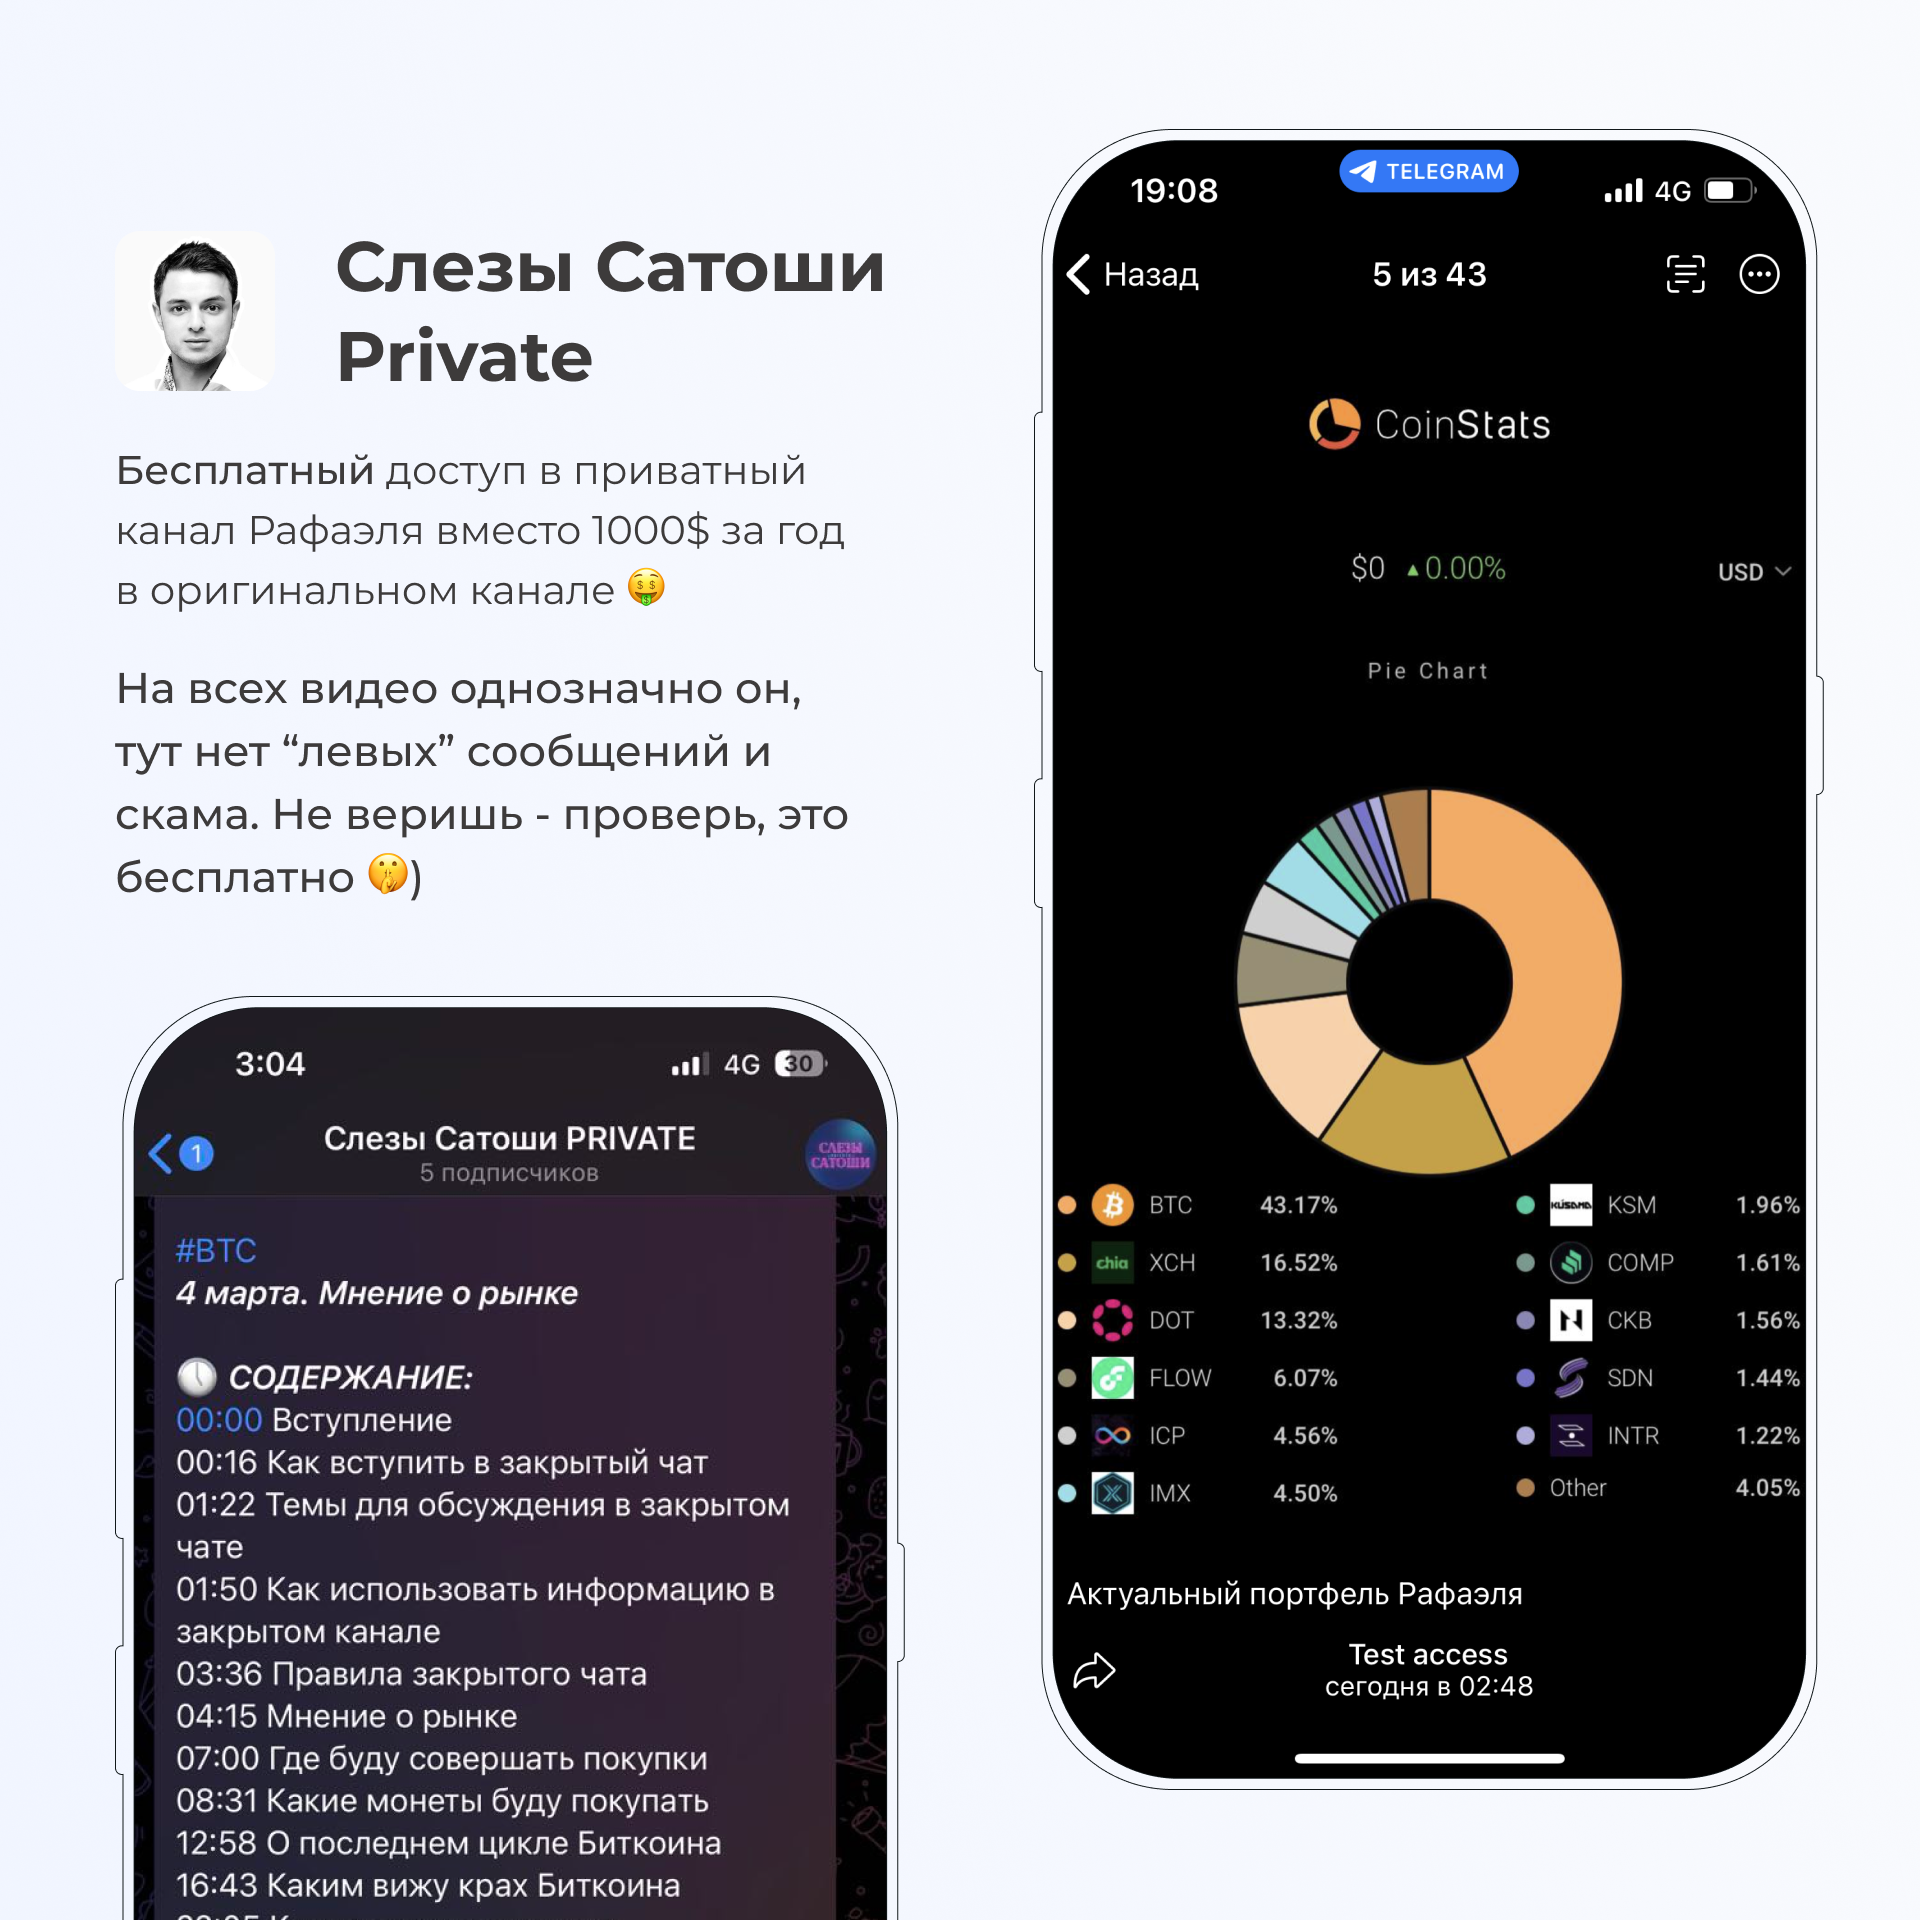 Слезы Сатоши
Private
Бесплатный доступ в приватный
канал Рафаэля вместо 1000$ за год
в оригинальном канале 🤑
На всех видео однозначно он,
тут нет “левых” сообщений и
скама. Не веришь - проверь, это
бесплатно 🤫)
3:04
4G
30
1
Слезы Сатоши PRIVATE
5 подписчиков
СЛЕЗЫ
САТОШИ
#BTC
4 марта. Мнение о рынке
🕔 СОДЕРЖАНИЕ:
00:00 Вступление
00:16 Как вступить в закрытый чат
01:22 Темы для обсуждения в закрытом
чате
01:50 Как использовать информацию в
закрытом канале
03:36 Правила закрытого чата
04:15 Мнение о рынке
07:00 Где буду совершать покупки
08:31 Какие монеты буду покупать
12:58 О последнем цикле Биткоина
16:43 Каким вижу крах Биткоина
19:08
TELEGRAM
4G
Назад
5 из 43
CoinStats
$0 ▲0.00%
USD
Pie Chart
BTC 43.17%
chia XCH 16.52%
DOT 13.32%
FLOW 6.07%
ICP 4.56%
IMX 4.50%
KUSAMA KSM 1.96%
COMP 1.61%
CKB 1.56%
SDN 1.44%
INTR 1.22%
Other 4.05%
Актуальный портфель Рафаэля
Test access
сегодня в 02:48